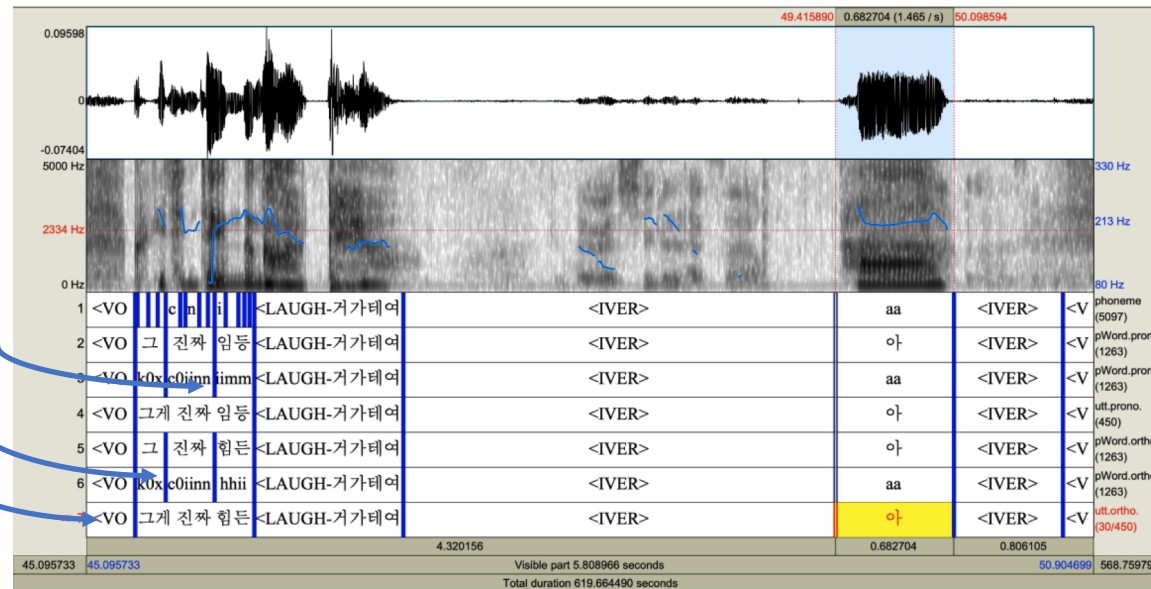 49.415890 0.682704 (1.465 / s) 50.098594
0.09598
0
-0.07404
5000 Hz 330 Hz
2334 Hz 213 Hz
0 Hz 80 Hz
1 <VO c n i <LAUGH-거가테여 <IVER> aa <IVER> <V phoneme (5097)
2 <VO 그 진짜 임등 <LAUGH-거가테여 <IVER> 아 <IVER> <V pWord.pron (1263)
3 <VO k0x c0iinn iimm <LAUGH-거가테여 <IVER> aa <IVER> <V pWord.pron (1263)
4 <VO 그게 진짜 임등 <LAUGH-거가테여 <IVER> 아 <IVER> <V utt.prono. (450)
5 <VO 그 진짜 힘든 <LAUGH-거가테여 <IVER> 아 <IVER> <V pWord.ortho (1263)
6 <VO k0x c0iinn hhii <LAUGH-거가테여 <IVER> aa <IVER> <V pWord.ortho (1263)
<VO 그게 진짜 힘든 <LAUGH-거가테여 <IVER> 아 <IVER> <V utt.ortho. (30/450)
4.320156 0.682704 0.806105
45.095733 45.095733 Visible part 5.808966 seconds 50.904699 568.75979
Total duration 619.664490 seconds